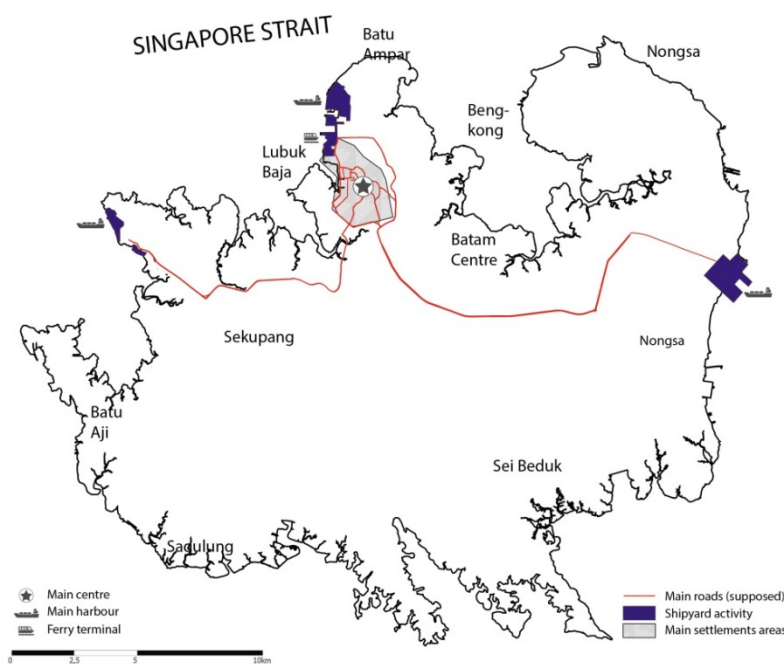 SINGAPORE STRAIT
Batu
Ampar
Nongsa
Beng-
kong
Lubuk
Baja
Batam
Centre
Sekupang
Nongsa
Batu
Aji
Sei Beduk
Sagulung
Main centre
Main harbour
Ferry terminal
0 2,5 5 10km
Main roads (supposed)
Shipyard activity
Main settlements areas